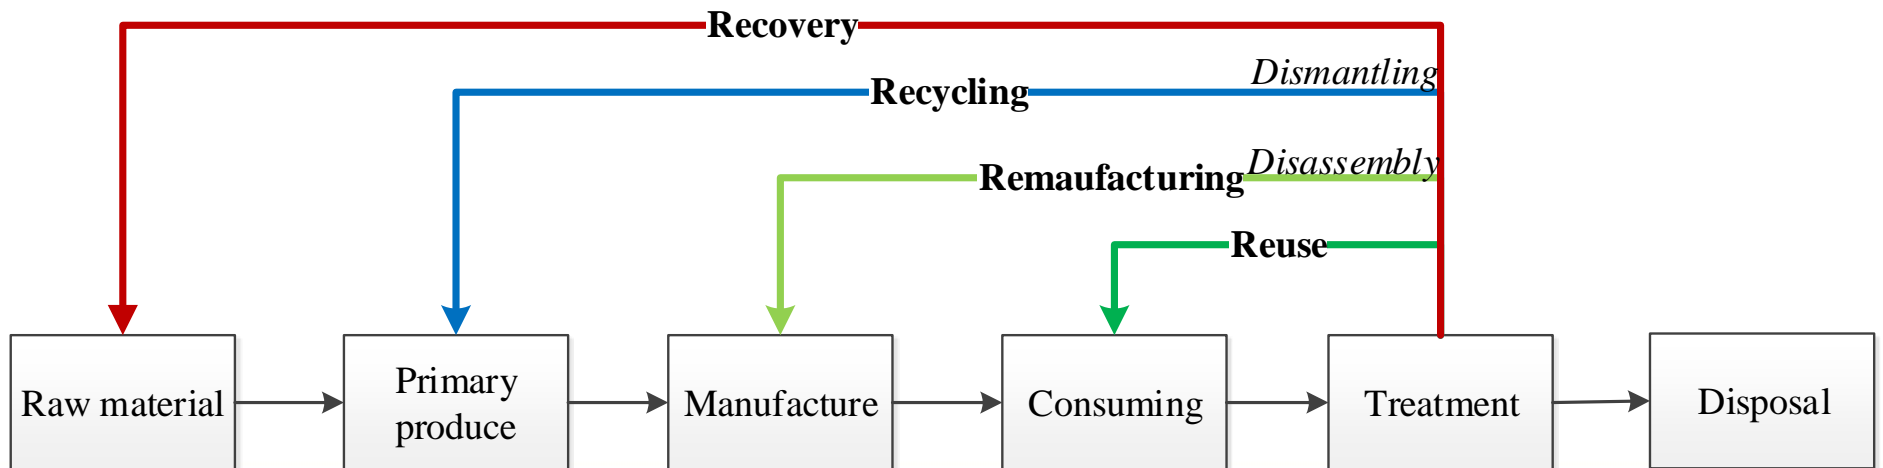 Recovery
Dismantling
Recycling
Disassembly
Remaufacturing
Reuse
Raw material
Primary
produce
Manufacture
Consuming
Treatment
Disposal